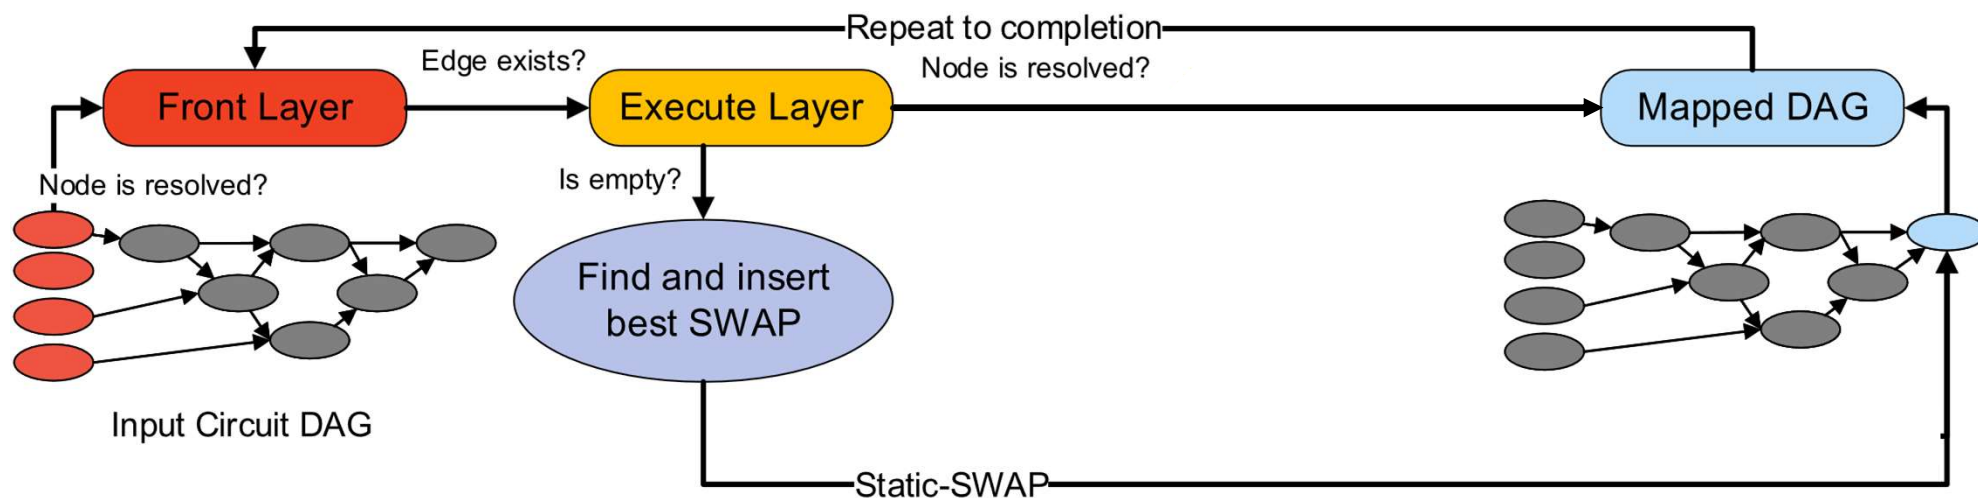 Repeat to completion
Edge exists?
Node is resolved?
Front Layer
Execute Layer
Mapped DAG
Node is resolved?
Is empty?
Find and insert
best SWAP
Input Circuit DAG
Static-SWAP